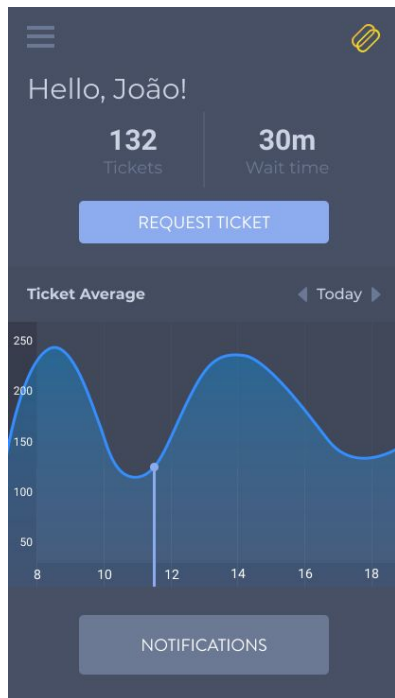 Hello, João!
132 30m
Tickets Wait time
REQUEST TICKET
Ticket Average Today
250
200
150
100
50
8 10 12 14 16 18
NOTIFICATIONS